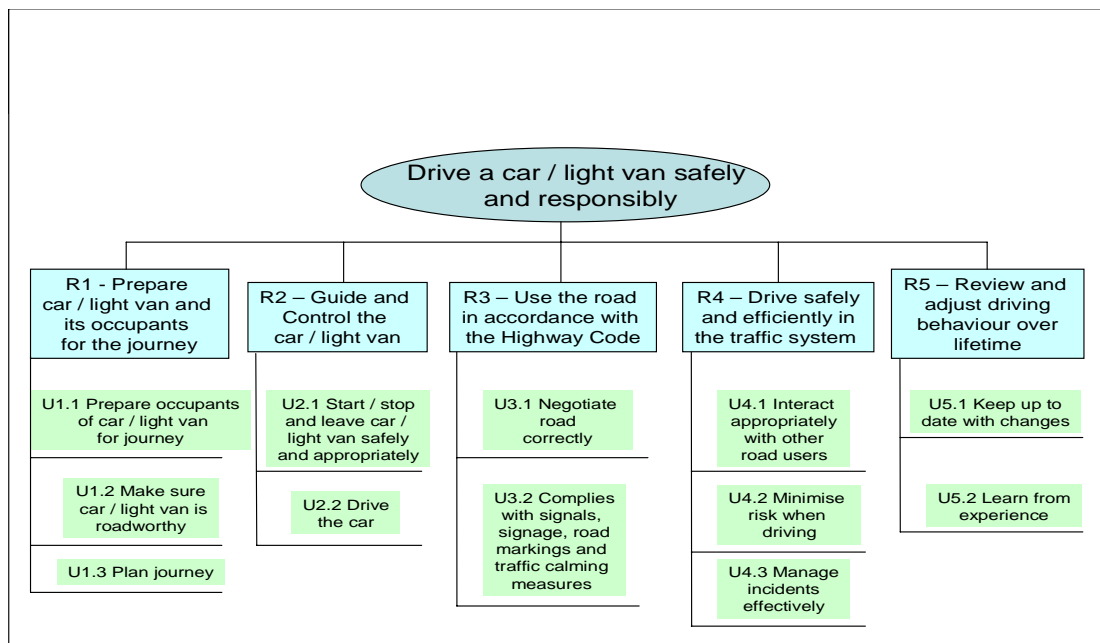 Drive a car / light van safely
and responsibly
R1 - Prepare
car / light van and
its occupants
for the journey
R2 – Guide and
Control the
car / light van
R3 – Use the road
in accordance with
the Highway Code
R4 – Drive safely
and efficiently in
the traffic system
R5 – Review and
adjust driving
behaviour over
lifetime
U1.1 Prepare occupants
of car / light van
for journey
U1.2 Make sure
car / light van is
roadworthy
U1.3 Plan journey
U2.1 Start / stop
and leave car /
light van safely
and appropriately
U2.2 Drive
the car
U3.1 Negotiate
road
correctly
U3.2 Complies
with signals,
signage, road
markings and
traffic calming
measures
U4.1 Interact
appropriately
with other
road users
U4.2 Minimise
risk when
driving
U4.3 Manage
incidents
effectively
U5.1 Keep up to
date with changes
U5.2 Learn from
experience